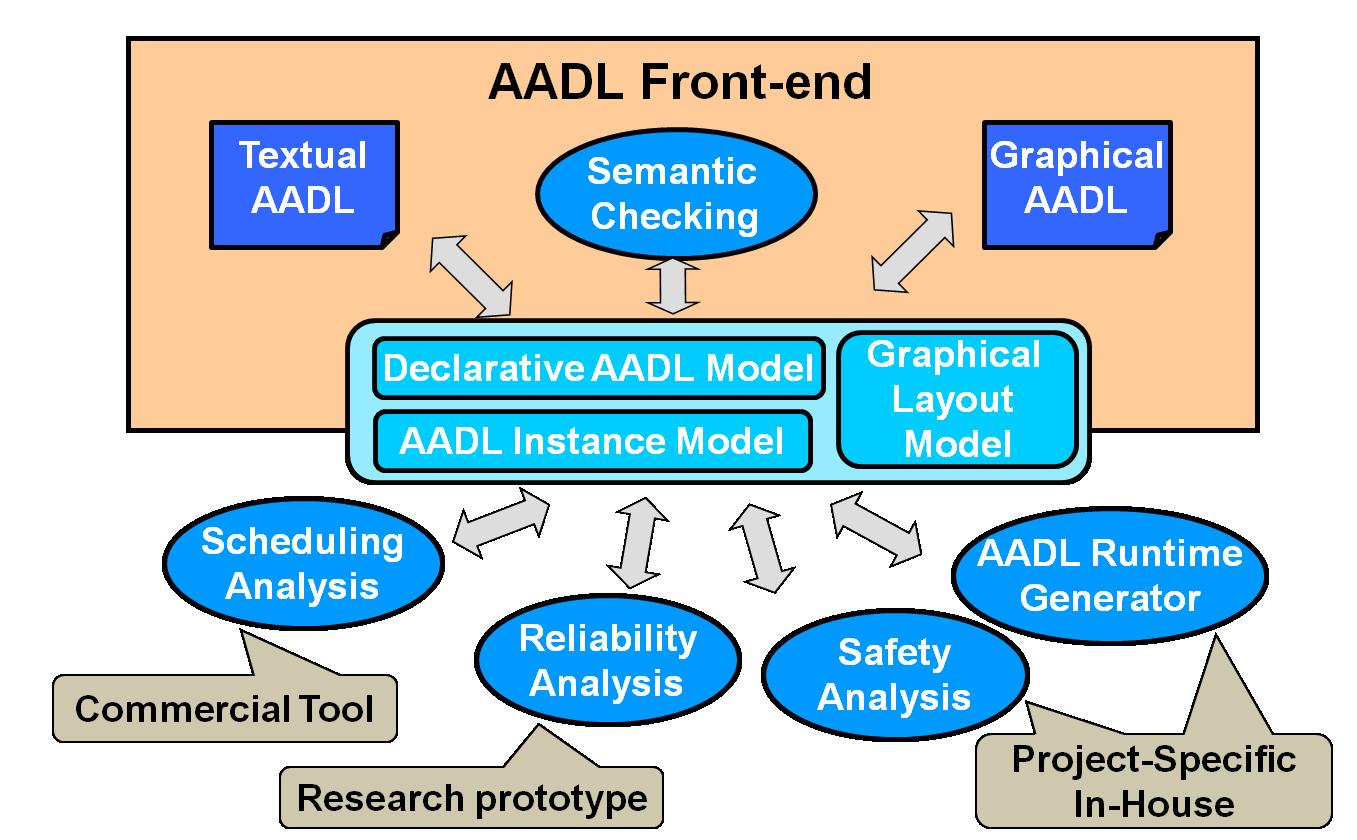 AADL Front-end
Textual
AADL
Semantic
Checking
Graphical
AADL
Declarative AADL Model
AADL Instance Model
Graphical
Layout
Model
Scheduling
Analysis
Reliability
Analysis
Safety
Analysis
AADL Runtime
Generator
Commercial Tool
Research prototype
Project-Specific
In-House